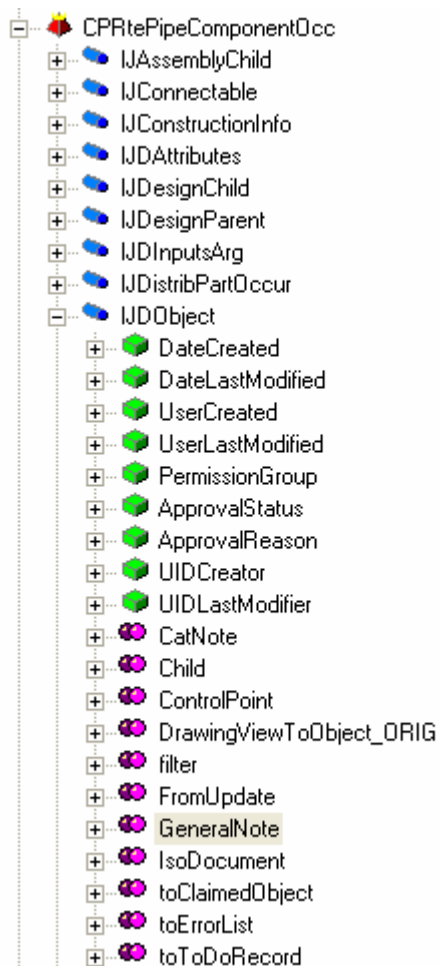 CPRtePipeComponentOcc
IJAssemblyChild
IJConnectable
IJConstructionInfo
IJDAttributes
IJDesignChild
IJDesignParent
IJDInputsArg
IJDistribPartOccur
IJDObject
DateCreated
DateLastModified
UserCreated
UserLastModified
PermissionGroup
ApprovalStatus
ApprovalReason
UIDCreator
UIDLastModifier
CatNote
Child
ControlPoint
DrawingViewToObject_ORIG
filter
FromUpdate
GeneralNote
IsoDocument
toClaimedObject
toErrorList
toToDoRecord